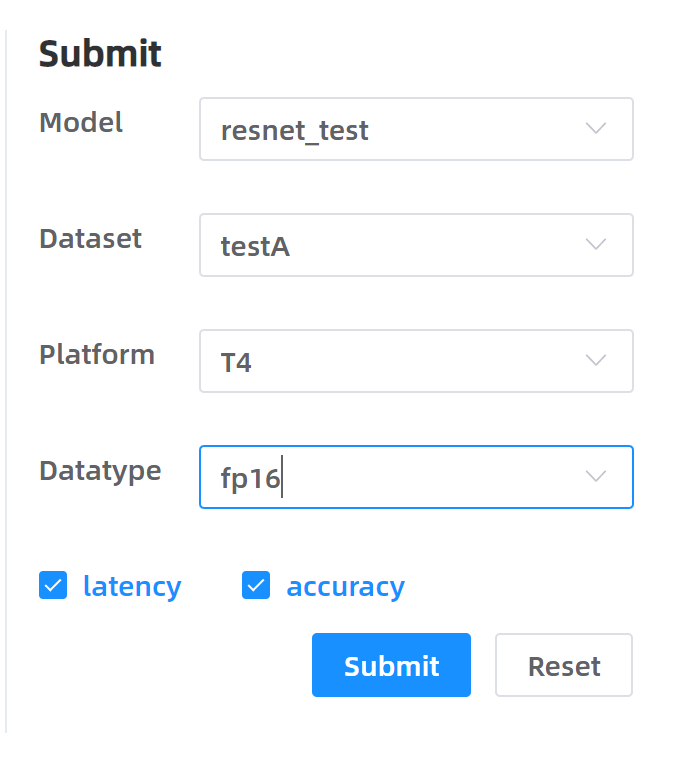 Submit
Model resnet_test
Dataset testA
Platform T4
Datatype fp16
latency accuracy
Submit Reset